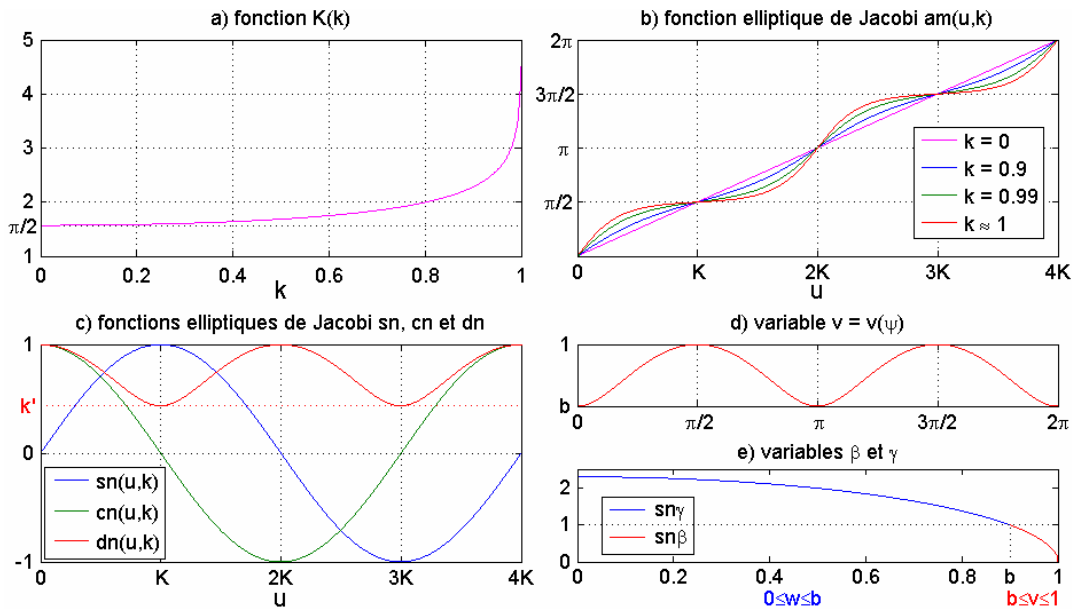 a) fonction K(k)
5
4
3
2
π/2
1
0 0.2 0.4 0.6 0.8 1
k
b) fonction elliptique de Jacobi am(u,k)
2π
3π/2
π
π/2
0 K 2K 3K 4K
u
k = 0
k = 0.9
k = 0.99
k ≈ 1
c) fonctions elliptiques de Jacobi sn, cn et dn
1
k'
0
-1
0 K 2K 3K 4K
u
sn(u,k)
cn(u,k)
dn(u,k)
d) variable v = v(ψ)
1
b
0 π/2 π 3π/2 2π
e) variables β et γ
2
1
0
0 0.2 0.4 0.6 0.8 b 1
0≤w≤b b≤v≤1
snγ
snβ